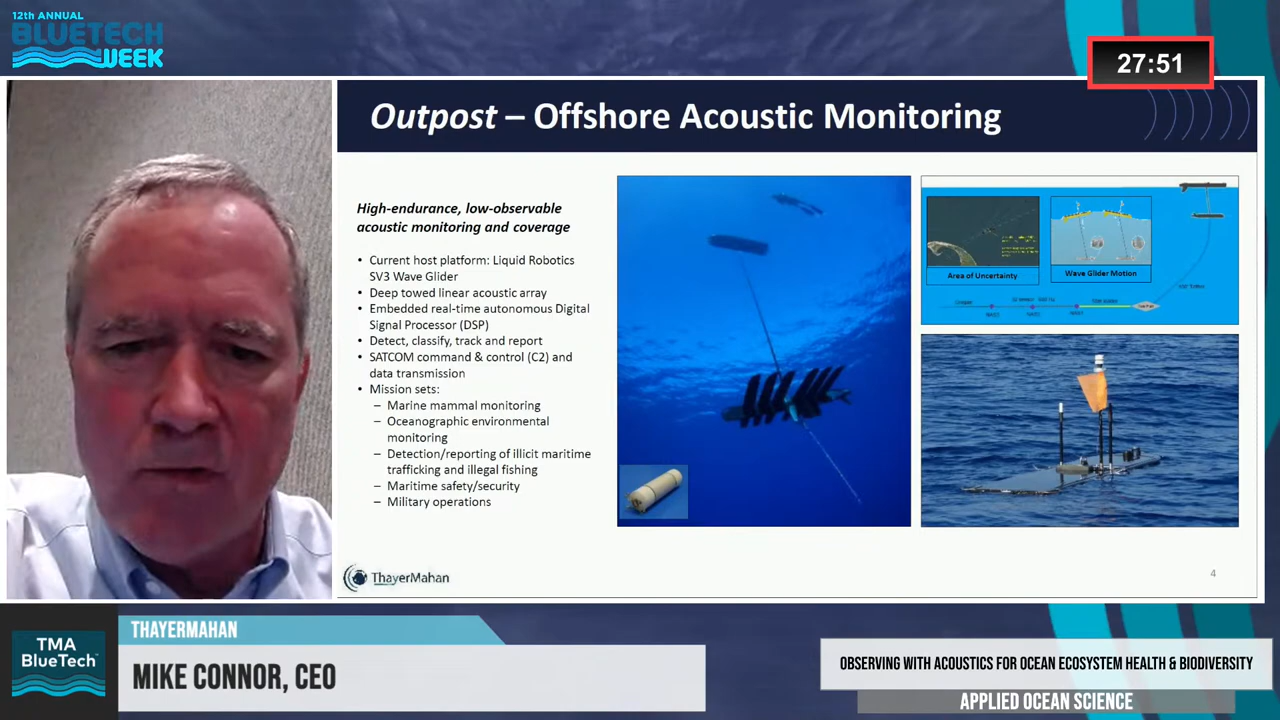 12th ANNUAL
BLUETECH
WEEK
27:51
Outpost – Offshore Acoustic Monitoring
High-endurance, low-observable
acoustic monitoring and coverage
• Current host platform: Liquid Robotics
SV3 Wave Glider
• Deep towed linear acoustic array
• Embedded real-time autonomous Digital
Signal Processor (DSP)
• Detect, classify, track and report
• SATCOM command & control (C2) and
data transmission
• Mission sets:
– Marine mammal monitoring
– Oceanographic environmental
monitoring
– Detection/reporting of illicit maritime
trafficking and illegal fishing
– Maritime safety/security
– Military operations
Area of Uncertainty
Wave Glider Motion
ThayerMahan
4
TMA
BlueTech™
THAYERMAHAN
MIKE CONNOR, CEO
OBSERVING WITH ACOUSTICS FOR OCEAN ECOSYSTEM HEALTH & BIODIVERSITY
APPLIED OCEAN SCIENCE